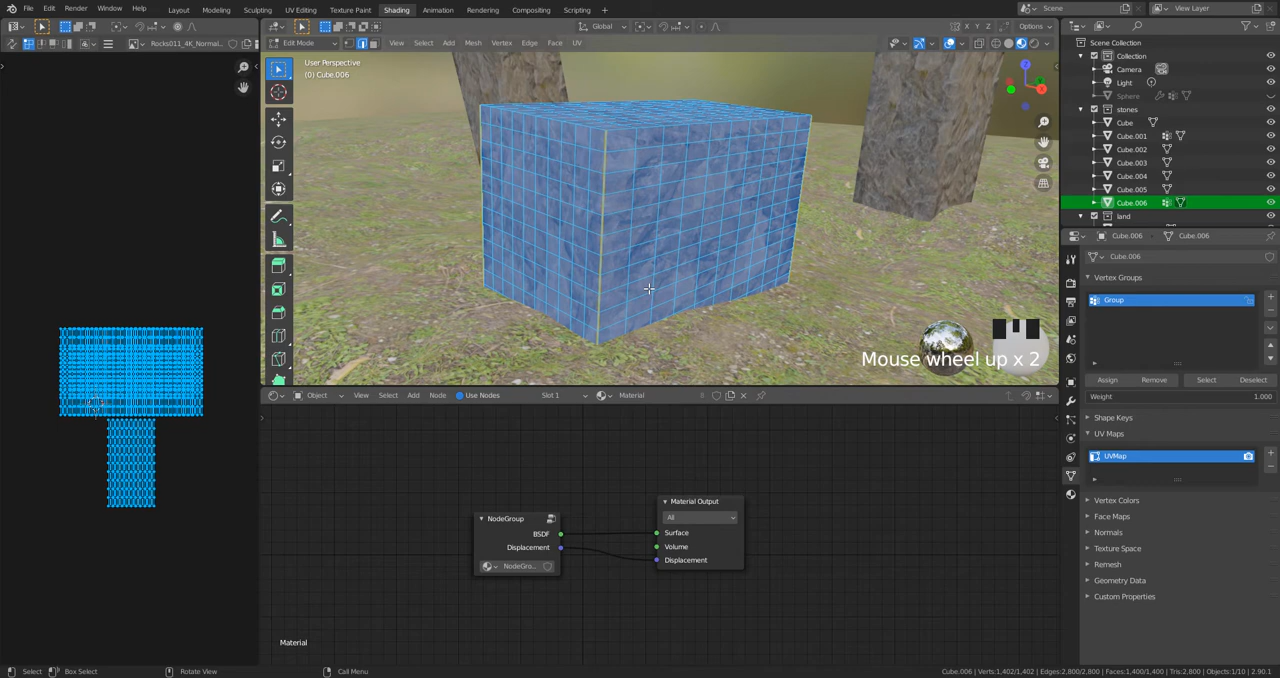 File Edit Render Window Help Layout Modeling Sculpting UV Editing Texture Paint Shading Animation Rendering Compositing Scripting + Scene View Layer
Global X Y Z Options
Rocks011_4K_Normal... Edit Mode View Select Add Mesh Vertex Edge Face UV
User Perspective
(0) Cube.006
Z
Y
X
Scene Collection
Collection
Camera
Light
Sphere
stones
Cube
Cube.001
Cube.002
Cube.003
Cube.004
Cube.005
Cube.006
land
Cube.006 Cube.006
Cube.006
Vertex Groups
Group
Assign Remove Select Deselect
Weight 1.000
Shape Keys
UV Maps
UVMap
Vertex Colors
Face Maps
Normals
Texture Space
Remesh
Geometry Data
Custom Properties
Mouse wheel up x 2
Object View Select Add Node Use Nodes Slot 1 Material
NodeGroup
BSDF
Displacement
NodeGro...
Material Output
All
Surface
Volume
Displacement
Material
Select Box Select Rotate View Call Menu Cube.006 | Verts:1,402/1,402 | Edges:2,800/2,800 | Faces:1,400/1,400 | Tris:2,800 | Objects:1/10 | 2.90.1